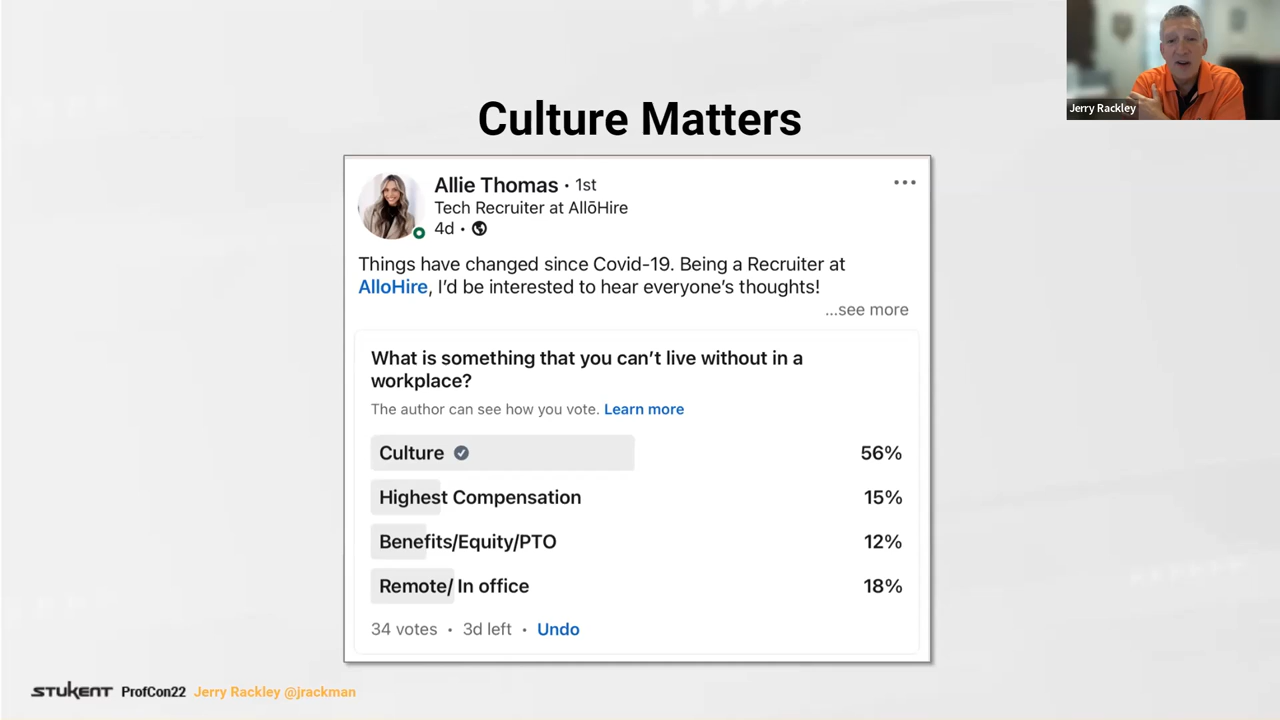 Jerry Rackley
Culture Matters
Allie Thomas • 1st
Tech Recruiter at AllōHire
4d •
Things have changed since Covid-19. Being a Recruiter at
AlloHire, I’d be interested to hear everyone’s thoughts!
...see more
What is something that you can’t live without in a
workplace?
The author can see how you vote. Learn more
Culture 56%
Highest Compensation 15%
Benefits/Equity/PTO 12%
Remote/ In office 18%
34 votes • 3d left • Undo
STUKENT ProfCon22 Jerry Rackley @jrackman